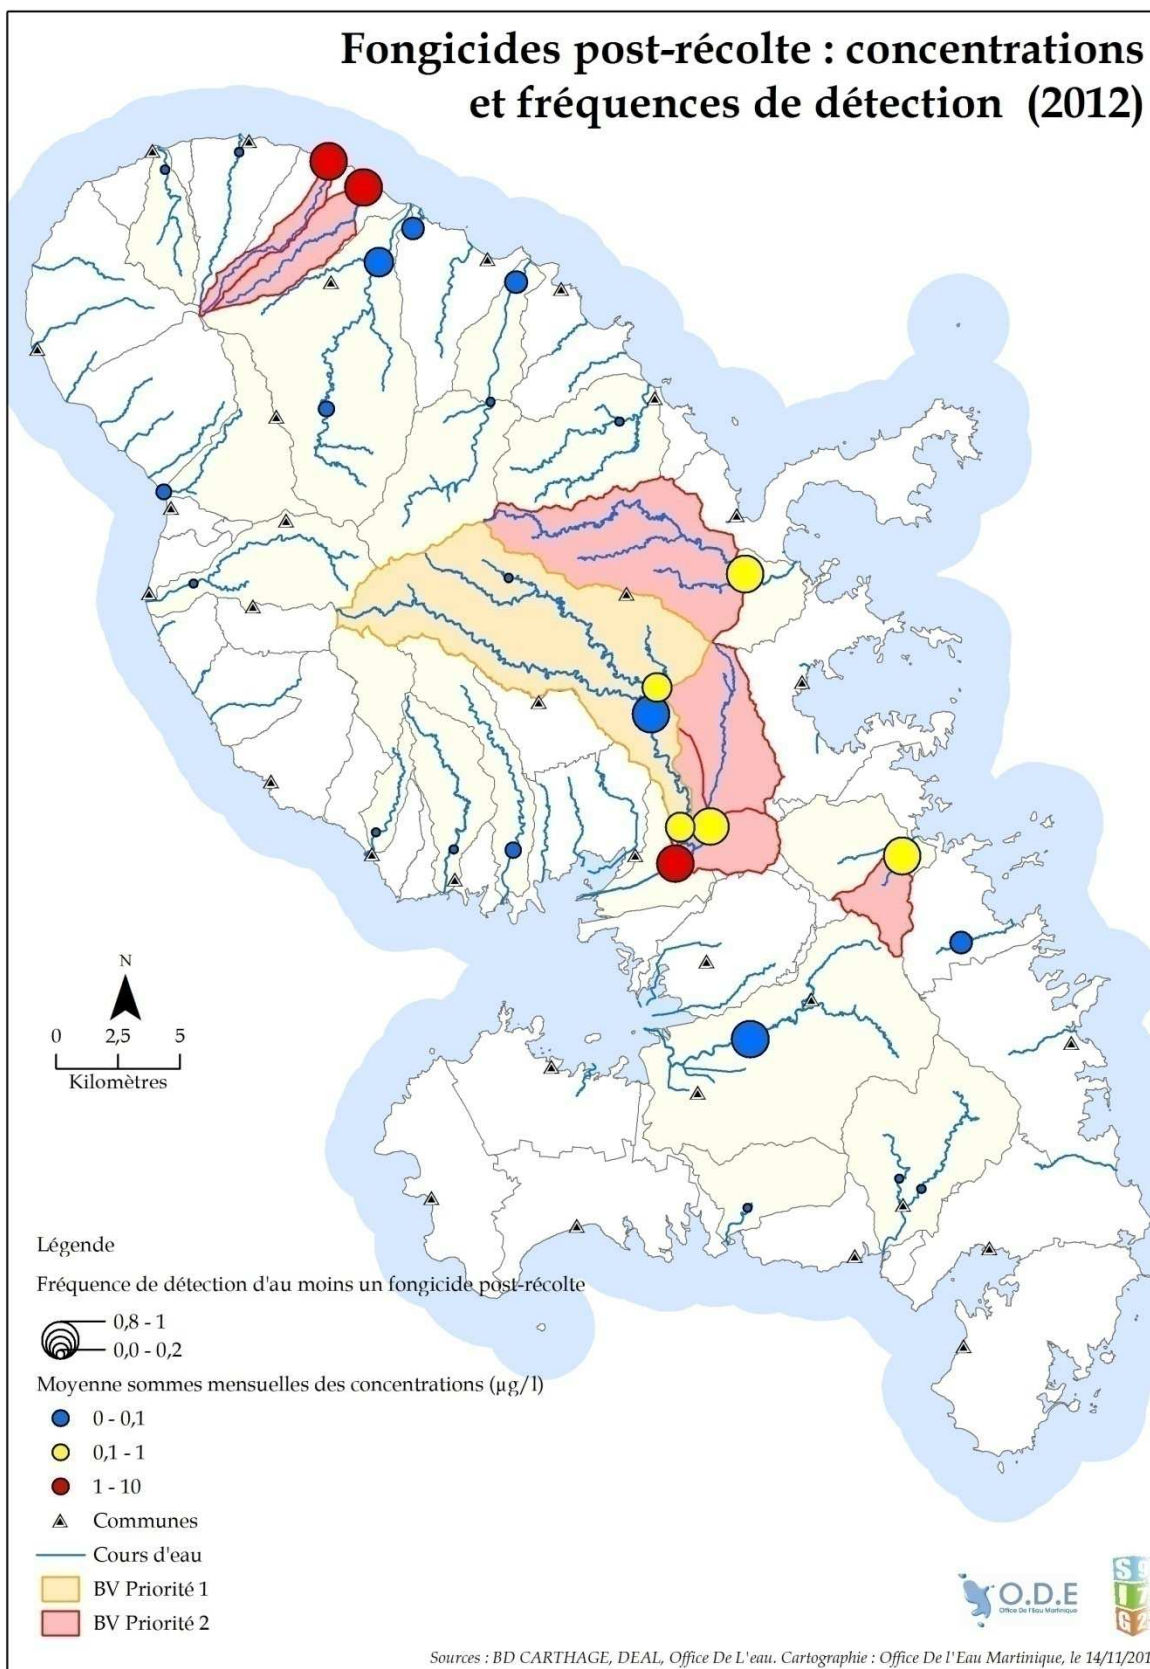 Fongicides post-récolte : concentrations
et fréquences de détection (2012)
N
0 2,5 5
Kilomètres
Légende
Fréquence de détection d'au moins un fongicide post-récolte
0,8 - 1
0,0 - 0,2
Moyenne sommes mensuelles des concentrations (µg/l)
0 - 0,1
0,1 - 1
1 - 10
Communes
Cours d'eau
BV Priorité 1
BV Priorité 2
O.D.E
Office De l'Eau Martinique
S 9
I 7
G 2
Sources : BD CARTHAGE, DEAL, Office De L'eau. Cartographie : Office De l'Eau Martinique, le 14/11/201